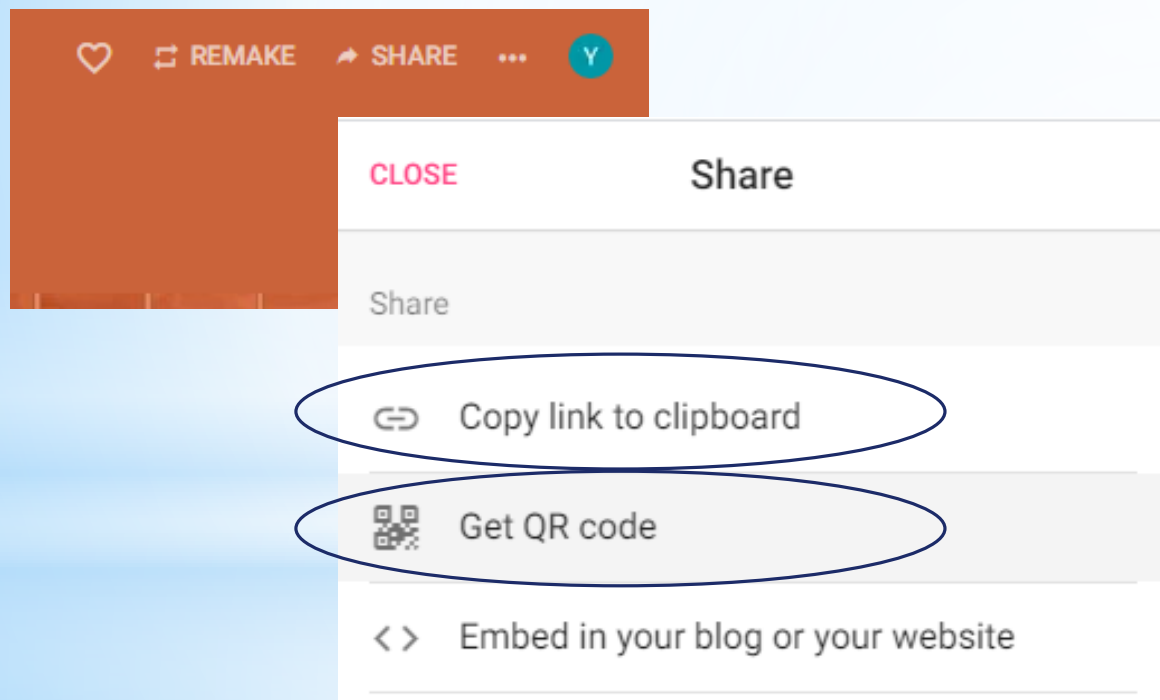 REMAKE SHARE ••• Y
CLOSE Share
Share
Copy link to clipboard
Get QR code
Embed in your blog or your website